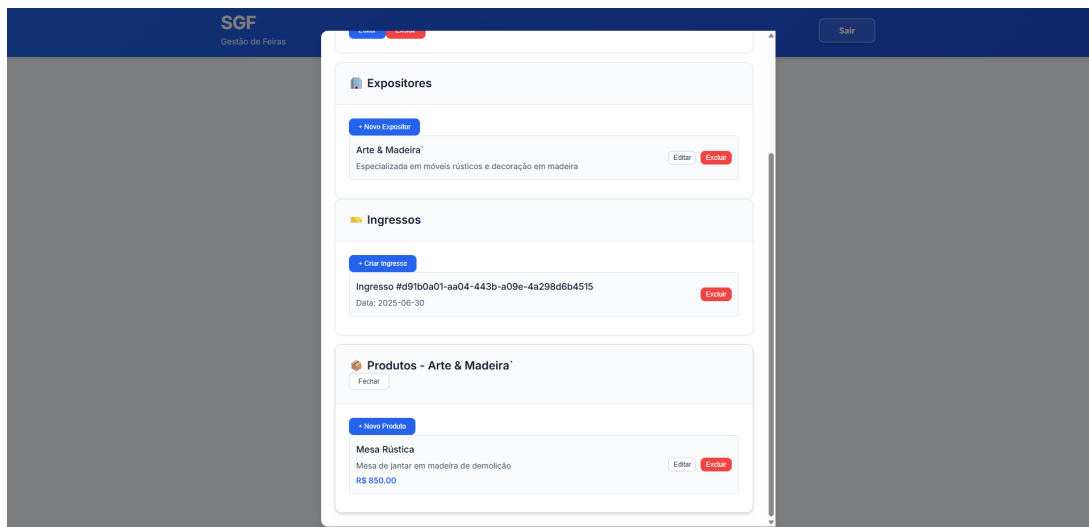 SGF
Gestão de Feiras
Sair
Editar Excluir
Expositores
+ Novo Expositor
Arte & Madeira`
Especializada em móveis rústicos e decoração em madeira
Editar Excluir
Ingressos
+ Criar Ingresso
Ingresso #d91b0a01-aa04-443b-a09e-4a298d6b4515
Data: 2025-06-30
Excluir
Produtos - Arte & Madeira`
Fechar
+ Novo Produto
Mesa Rústica
Mesa de jantar em madeira de demolição
R$ 850.00
Editar Excluir